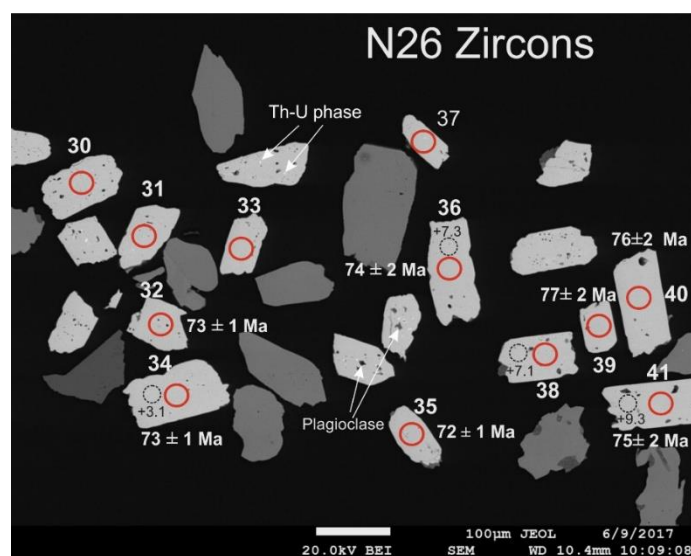 N26 Zircons
Th-U phase
37
30
31
33
36
+7.3
74 ± 2 Ma
76±2 Ma
77± 2 Ma
40
32
73 ± 1 Ma
39
34
+3.1
73 ± 1 Ma
Plagioclase
35
72 ± 1 Ma
+7.1
38
41
+9.3
75± 2 Ma
100μm JEOL 6/9/2017
20.0kV BEI SEM WD 10.4mm 10:09:08